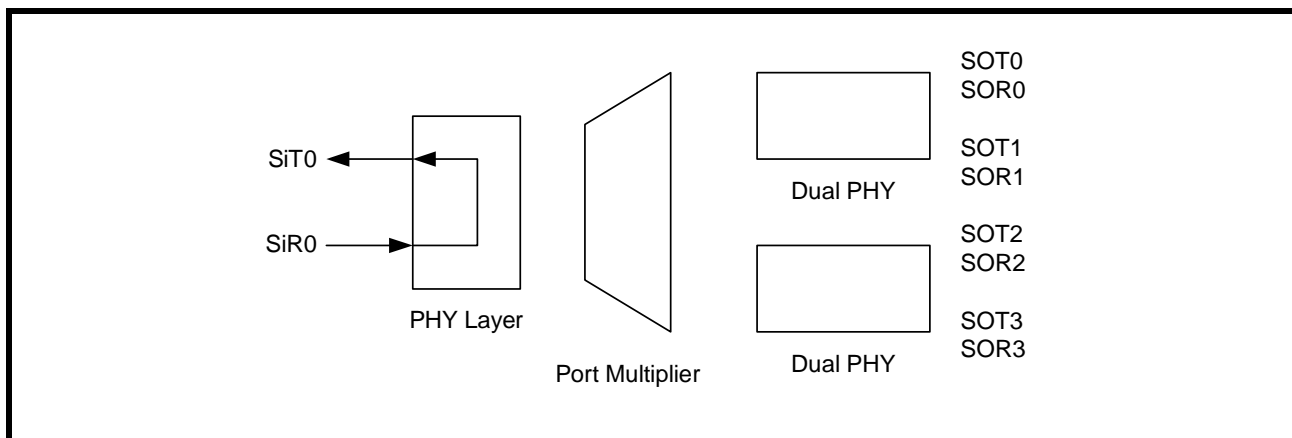 SiT0
SiR0
PHY Layer
Port Multiplier
SOT0
SOR0
SOT1
SOR1
Dual PHY
SOT2
SOR2
SOT3
SOR3
Dual PHY